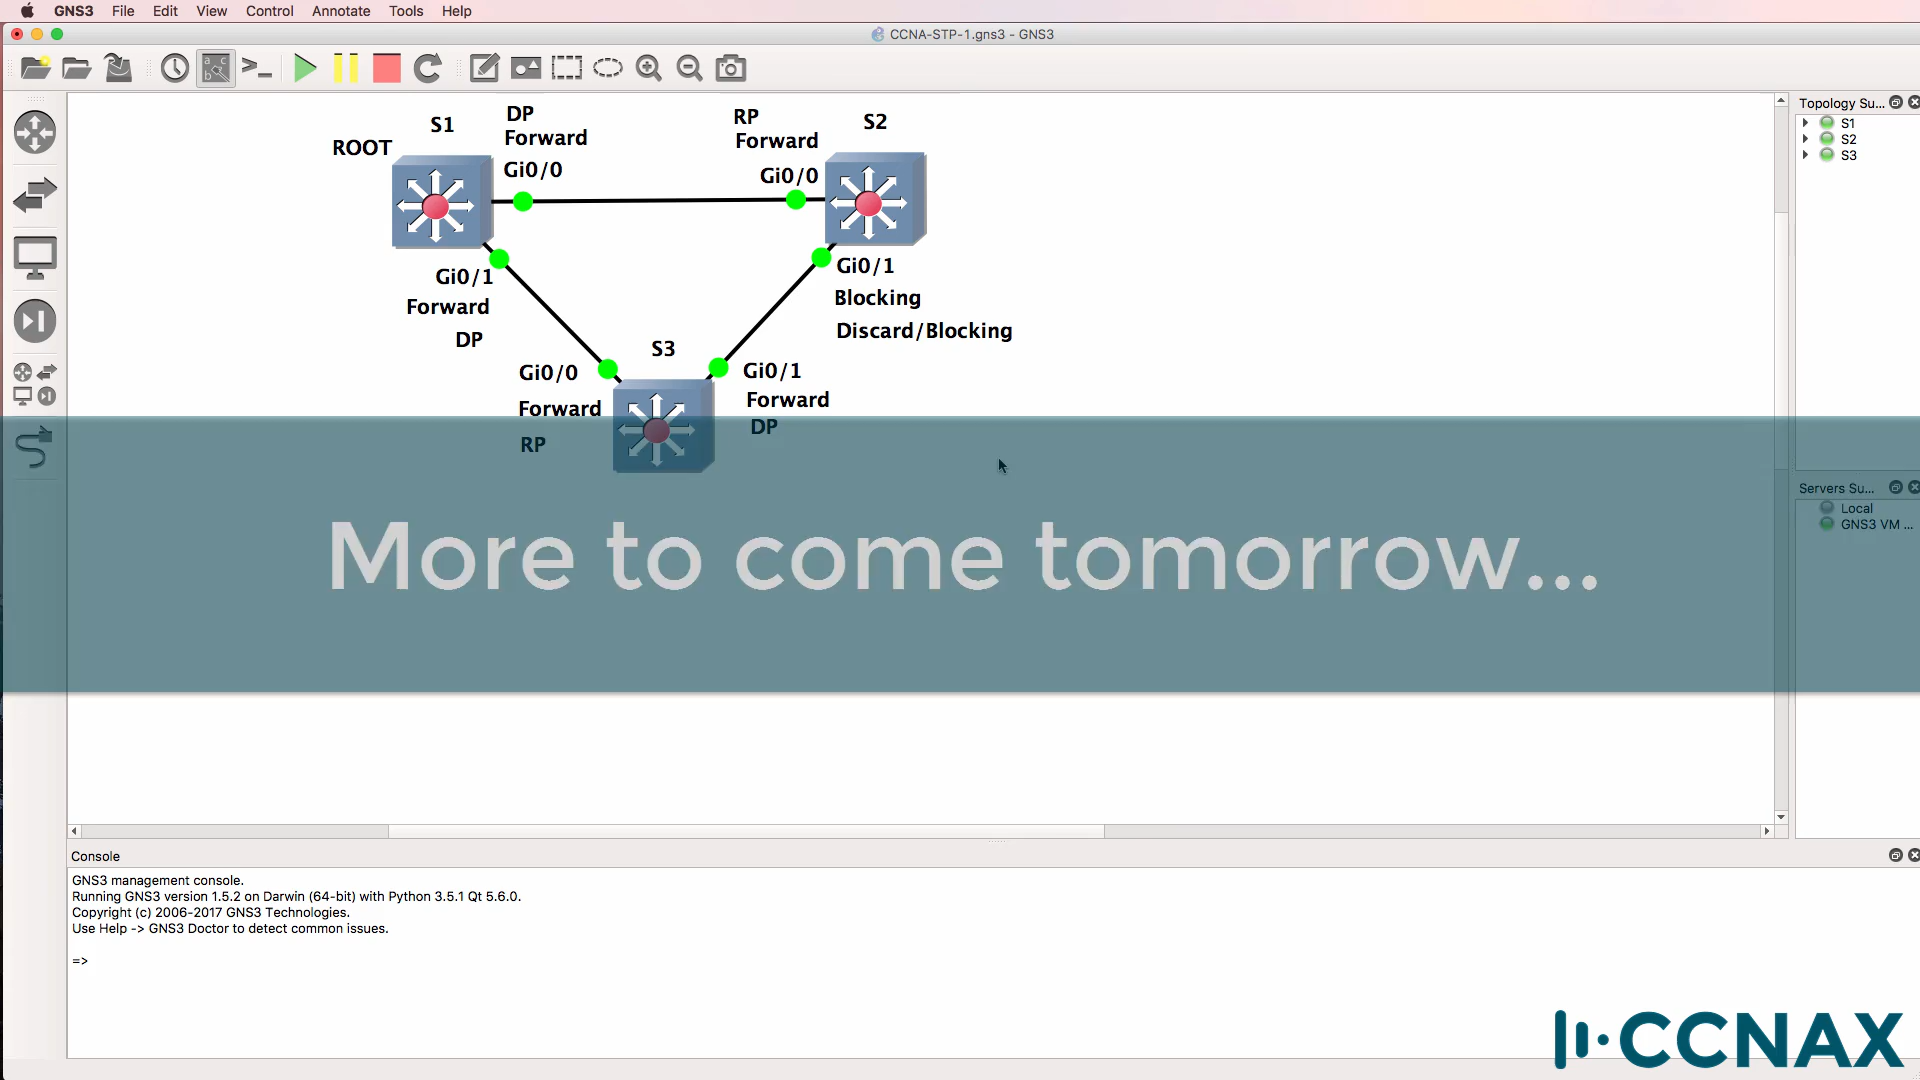 GNS3 File Edit View Control Annotate Tools Help
CCNA-STP-1.gns3 - GNS3
Topology Su...
S1
S2
S3
S1
DP
Forward
Gi0/0
ROOT
RP
Forward
Gi0/0
S2
Gi0/1
Forward
DP
Gi0/1
Blocking
Discard/Blocking
S3
Gi0/0
Forward
RP
Gi0/1
Forward
DP
Servers Su...
Local
GNS3 VM ...
More to come tomorrow...
Console
GNS3 management console.
Running GNS3 version 1.5.2 on Darwin (64-bit) with Python 3.5.1 Qt 5.6.0.
Copyright (c) 2006-2017 GNS3 Technologies.
Use Help -> GNS3 Doctor to detect common issues.
=>
CCNAX